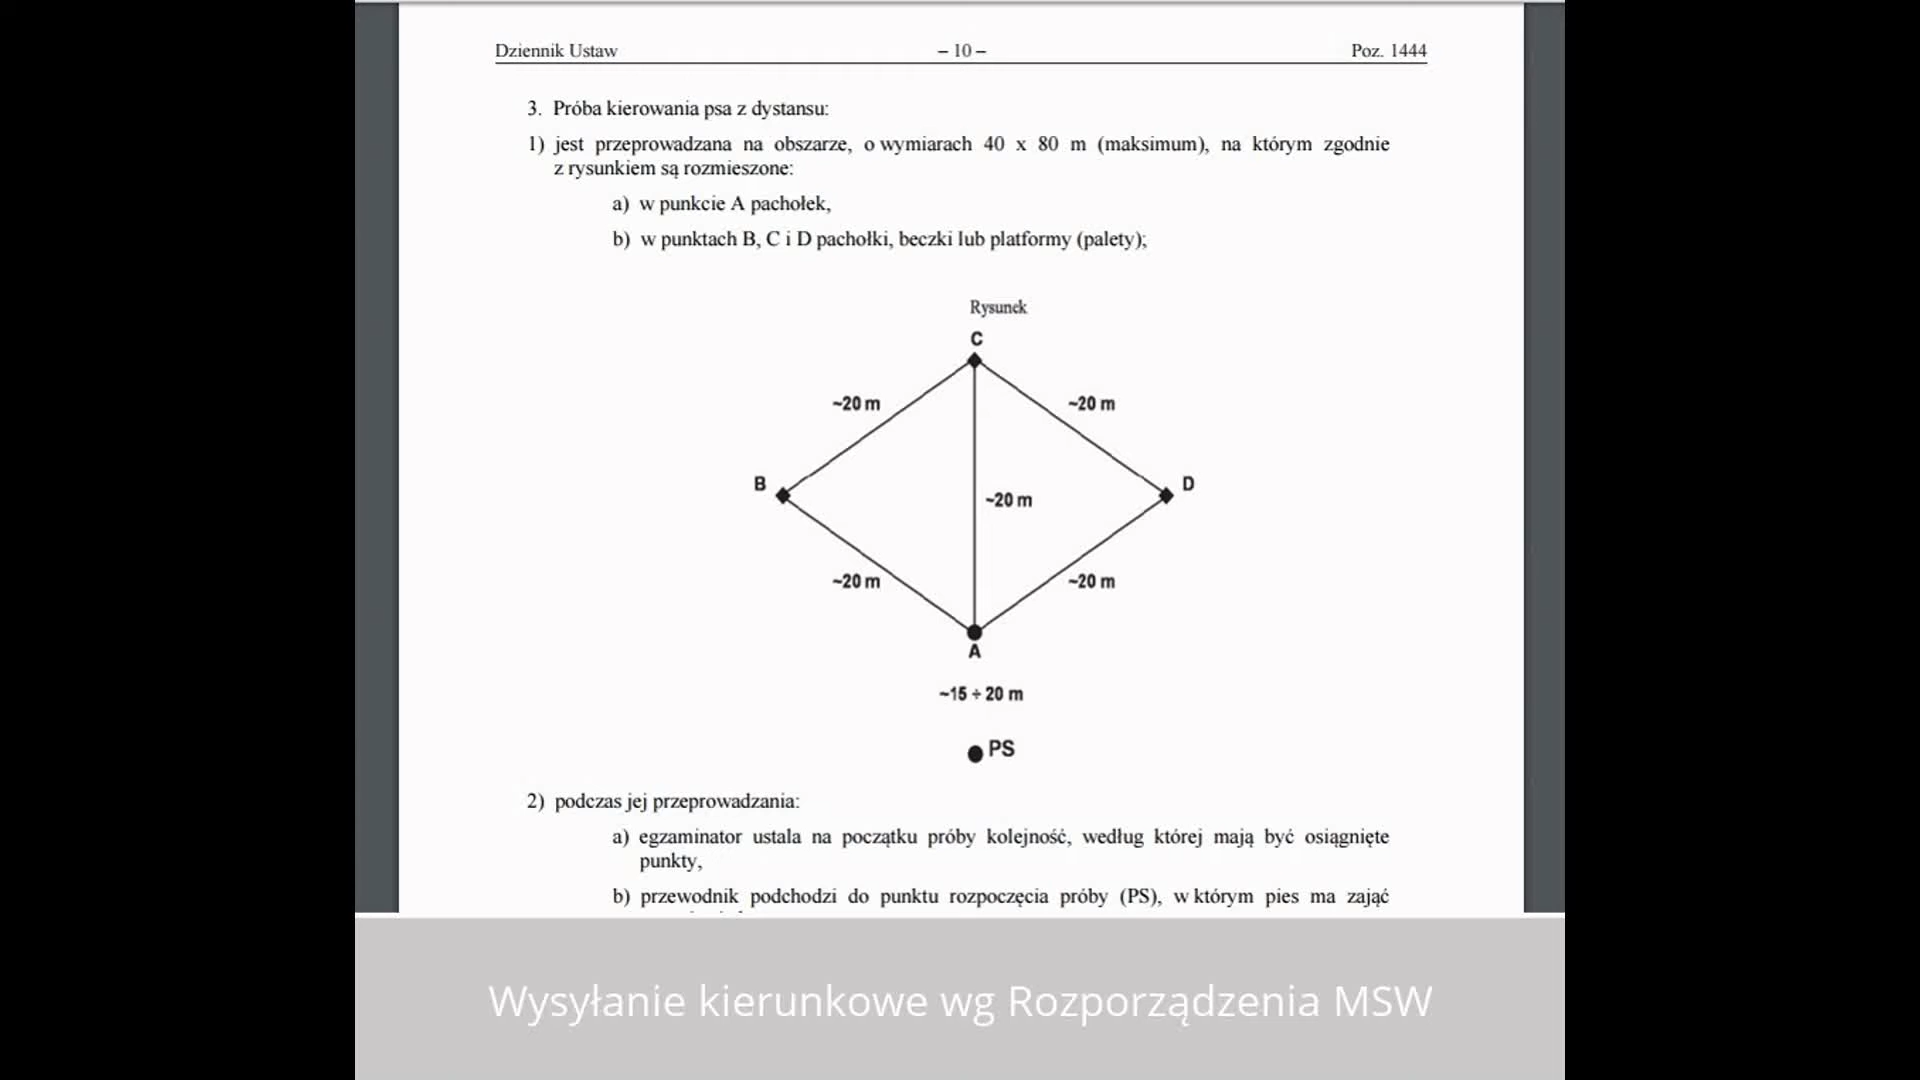 Dziennik Ustaw – 10 – Poz. 1444
3. Próba kierowania psa z dystansu:
1) jest przeprowadzana na obszarze, o wymiarach 40 x 80 m (maksimum), na którym zgodnie
z rysunkiem są rozmieszone:
a) w punkcie A pachołek,
b) w punktach B, C i D pachołki, beczki lub platformy (palety);
Rysunek
C
~20 m ~20 m
B D
~20 m
~20 m ~20 m
A
~15 ÷ 20 m
PS
2) podczas jej przeprowadzania:
a) egzaminator ustala na początku próby kolejność, według której mają być osiągnięte
punkty,
b) przewodnik podchodzi do punktu rozpoczęcia próby (PS), w którym pies ma zająć
Wysyłanie kierunkowe wg Rozporządzenia MSW